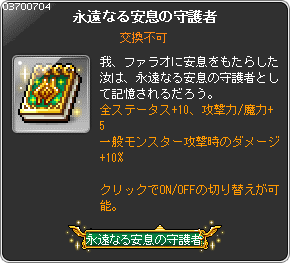 03700704
永遠なる安息の守護者
交換不可
我、ファラオに安息をもたらした
汝は、永遠なる安息の守護者とし
て記憶されるだろう。
全ステータス+10、攻撃力/魔力+
5
一般モンスター攻撃時のダメージ
+10%
クリックでON/OFFの切り替えが可
能。
永遠なる安息の守護者